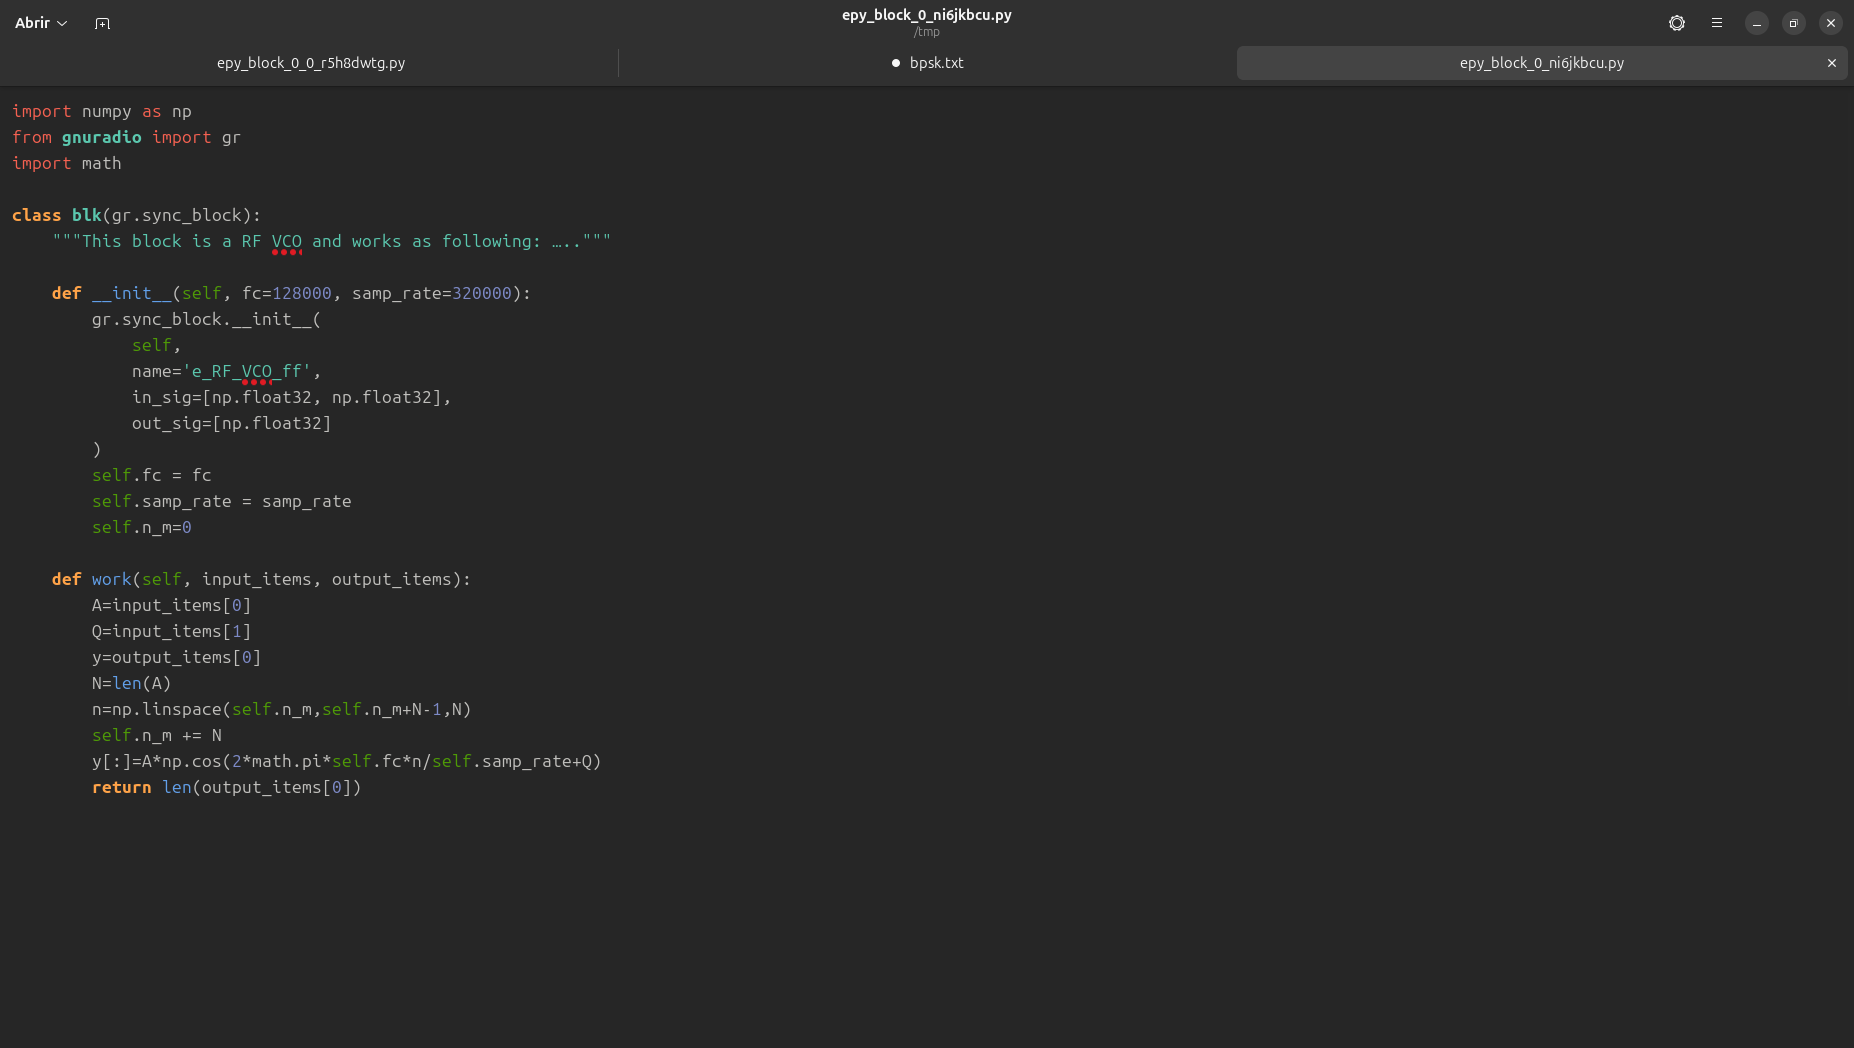 Abrir
epy_block_0_ni6jkbcu.py
/tmp
epy_block_0_0_r5h8dwtg.py
bpsk.txt
epy_block_0_ni6jkbcu.py
import numpy as np
from gnuradio import gr
import math
class blk(gr.sync_block):
    """This block is a RF VCO and works as following: ….."""
    def __init__(self, fc=128000, samp_rate=320000):
        gr.sync_block.__init__(
            self,
            name='e_RF_VCO_ff',
            in_sig=[np.float32, np.float32],
            out_sig=[np.float32]
        )
        self.fc = fc
        self.samp_rate = samp_rate
        self.n_m=0
    def work(self, input_items, output_items):
        A=input_items[0]
        Q=input_items[1]
        y=output_items[0]
        N=len(A)
        n=np.linspace(self.n_m,self.n_m+N-1,N)
        self.n_m += N
        y[:]=A*np.cos(2*math.pi*self.fc*n/self.samp_rate+Q)
        return len(output_items[0])